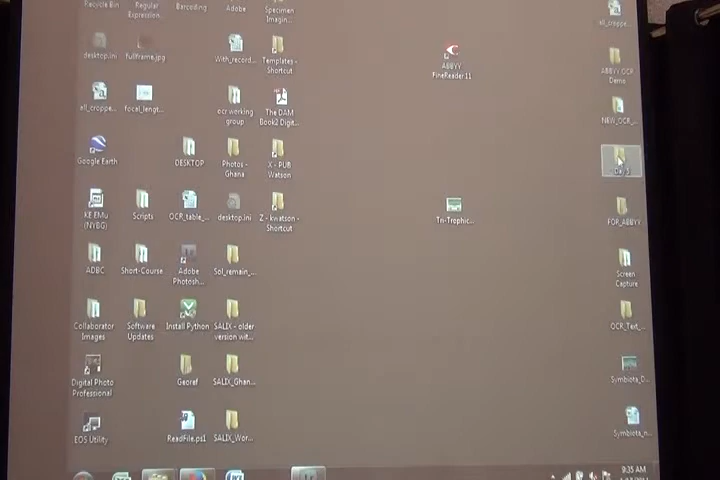 Recycle Bin
Regular
Expression...
Barcoding
Adobe
Specimen
Imagin...
all_croppe...
desktop.ini
fullframe.jpg
With_record...
Templates -
Shortcut
ABBYY
FineReader 11
ABBYY OCR
Demo
all_croppe...
focal_lengt...
ocr working
group
The DAM
Book2 Digit...
NEW_OCR_...
Google Earth
DESKTOP
Photos -
Ghana
X - PUB
Watson
Day 5
KE EMu
(NYBG)
Scripts
OCR_table_...
desktop.ini
Z - kwatson -
Shortcut
Tri-Trophic...
FOR_ABBYY
ADBC
Short-Course
Adobe
Photosh...
Sol_remain_...
Screen
Capture
Collaborator
Images
Software
Updates
Install Python
SALIX - older
version wit...
OCR_Text_...
Digital Photo
Professional
Georef
SALIX_Ghan...
Symbiota_D...
EOS Utility
ReadFile.ps1
SALIX_Wor...
Symbiota_n...
9:35 AM